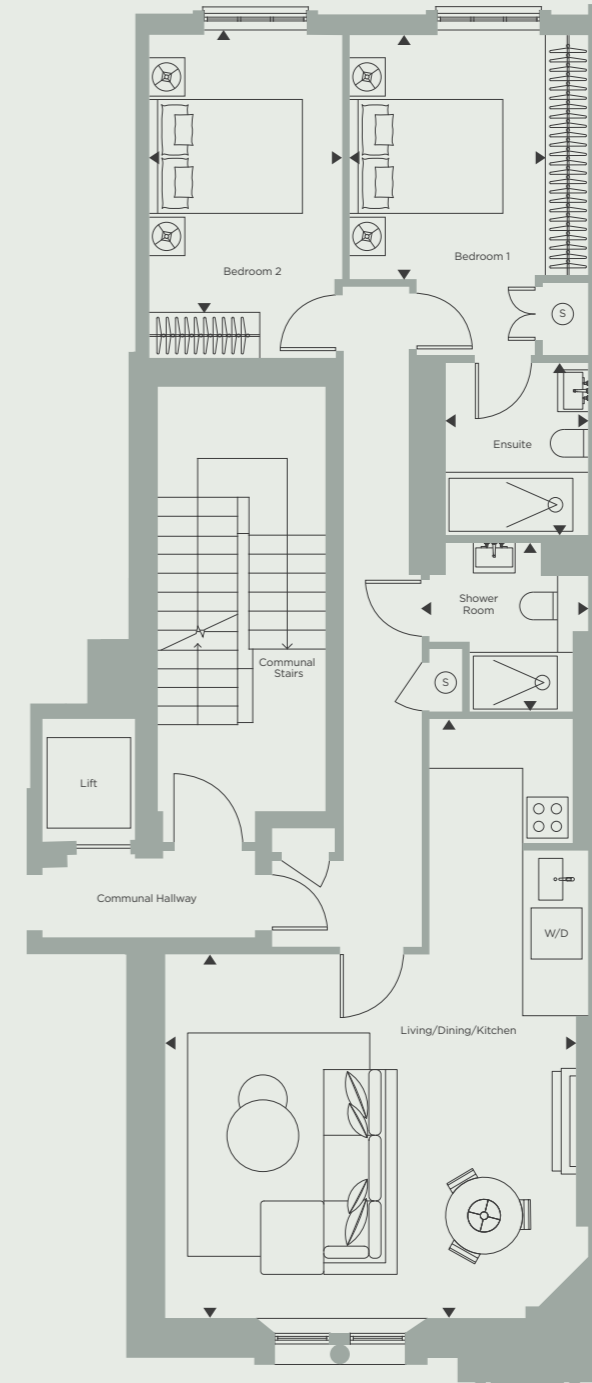 Bedroom 2
Bedroom 1
S
Ensuite
Shower
Room
Communal
Stairs
S
Lift
Communal Hallway
W/D
Living/Dining/Kitchen